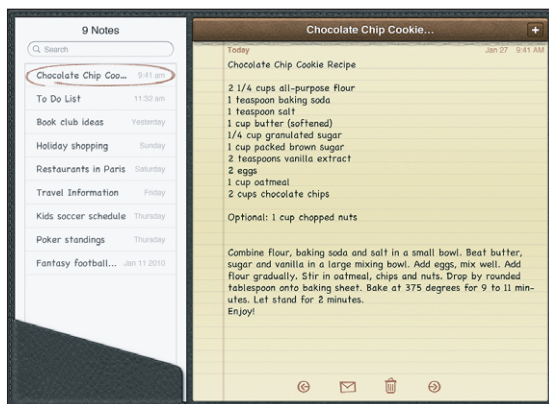 9 Notes
Search
Chocolate Chip Coo... 9:41 am
To Do List 11:32 am
Book club ideas Yesterday
Holiday shopping Sunday
Restaurants in Paris Saturday
Travel Information Friday
Kids soccer schedule Thursday
Poker standings Thursday
Fantasy football... Jan 11 2010
Chocolate Chip Cookie... +
Today Jan 27 9:41 AM
Chocolate Chip Cookie Recipe
2 1/4 cups all-purpose flour
1 teaspoon baking soda
1 teaspoon salt
1 cup butter (softened)
1/4 cup granulated sugar
1 cup packed brown sugar
2 teaspoons vanilla extract
2 eggs
1 cup oatmeal
2 cups chocolate chips
Optional: 1 cup chopped nuts
Combine flour, baking soda and salt in a small bowl. Beat butter,
sugar and vanilla in a large mixing bowl. Add eggs, mix well. Add
flour gradually. Stir in oatmeal, chips and nuts. Drop by rounded
tablespoon onto baking sheet. Bake at 375 degrees for 9 to 11 min-
utes. Let stand for 2 minutes.
Enjoy!